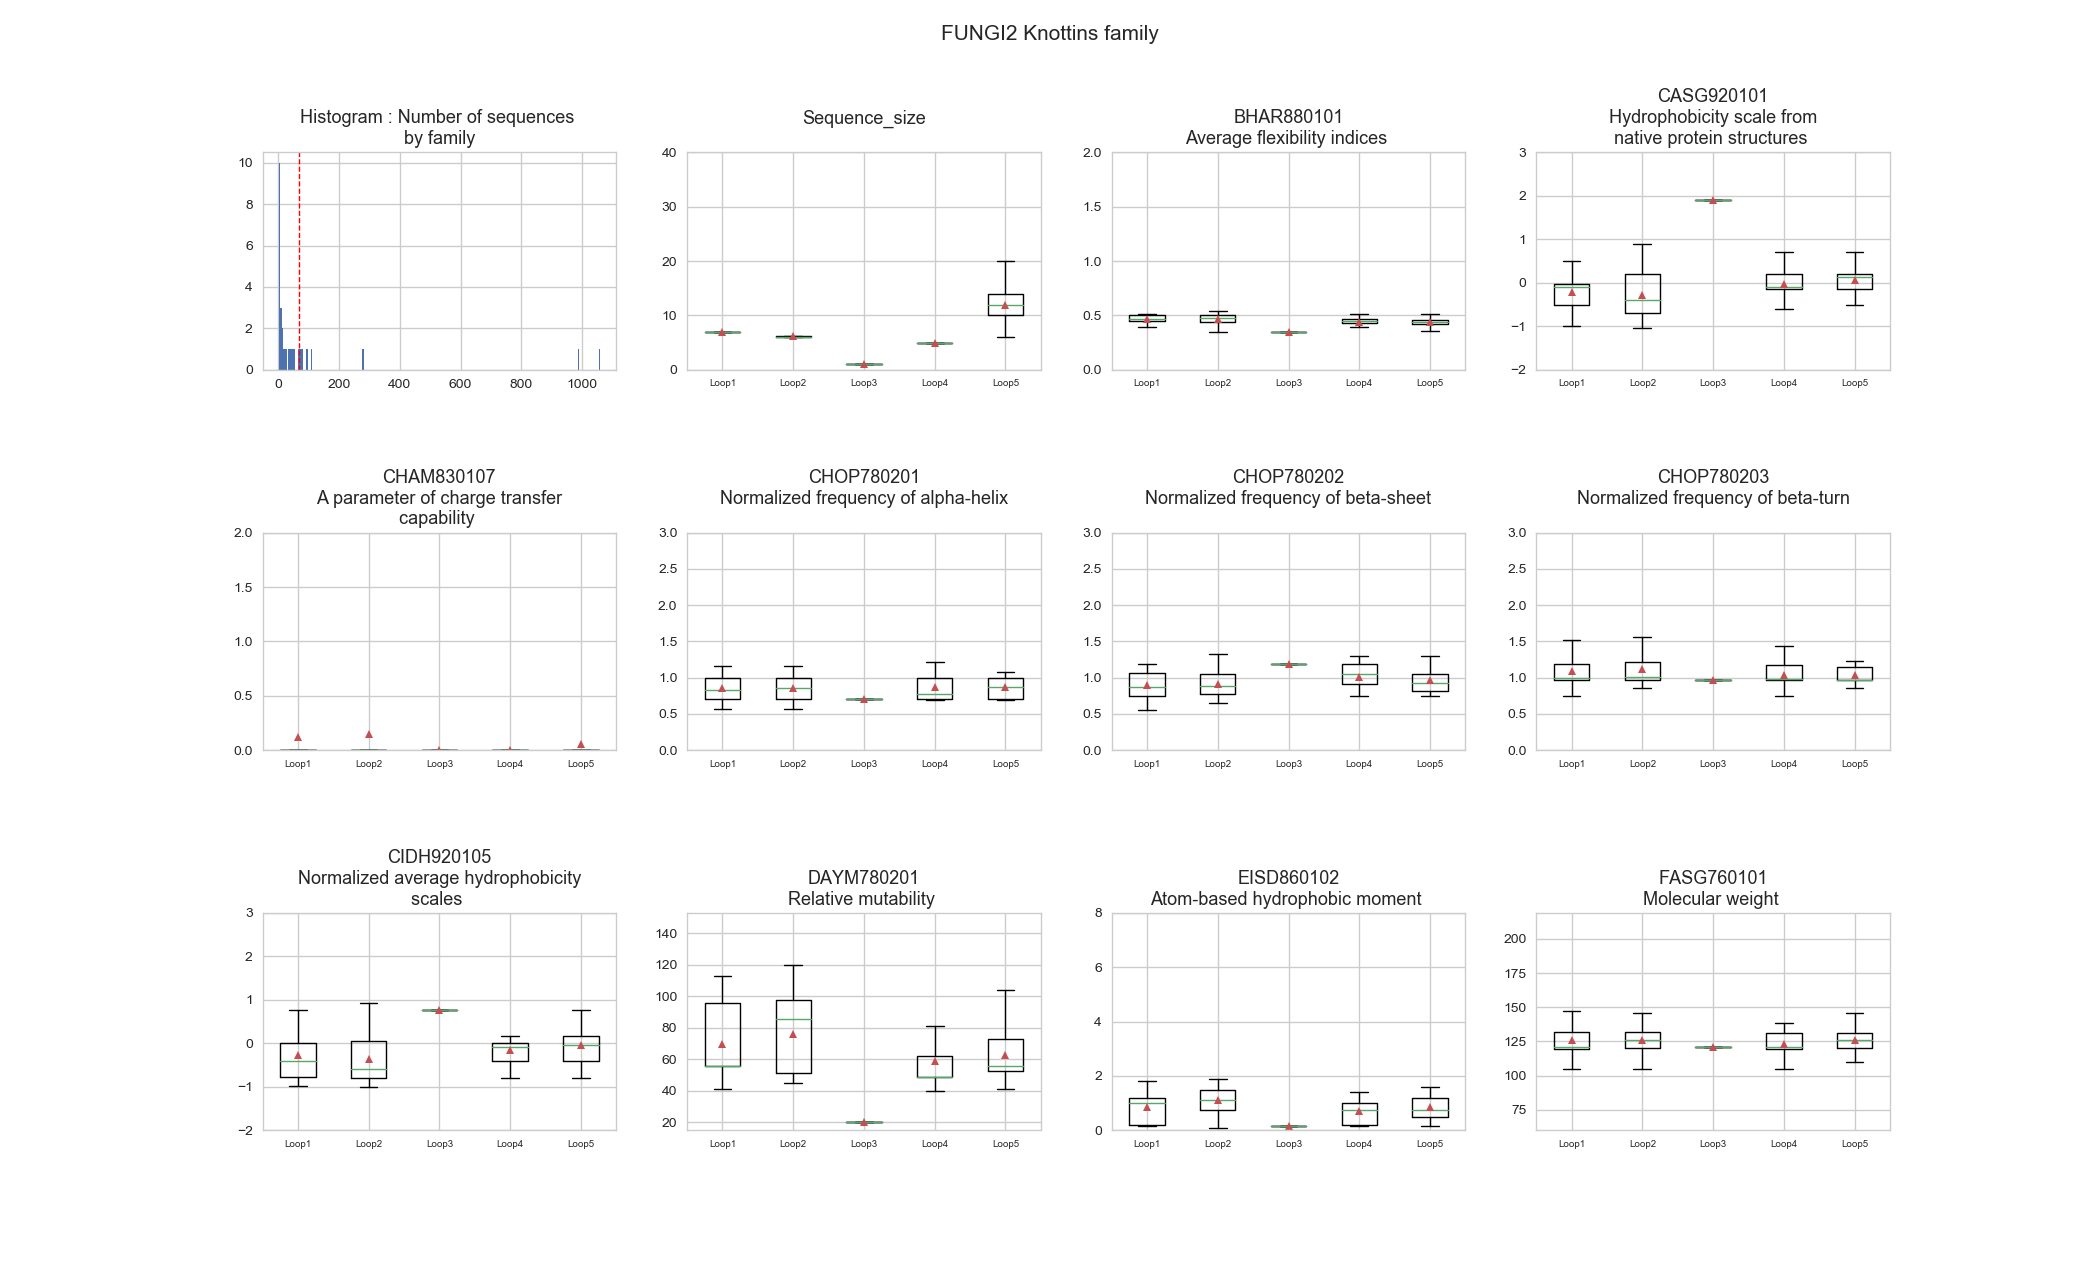 FUNGI2 Knottins family
Histogram : Number of sequences
by family
10
8
6
4
2
0
0 200 400 600 800 1000
Sequence_size
40
30
20
10
0
Loop1 Loop2 Loop3 Loop4 Loop5
BHAR880101
Average flexibility indices
2.0
1.5
1.0
0.5
0.0
Loop1 Loop2 Loop3 Loop4 Loop5
CASG920101
Hydrophobicity scale from
native protein structures
3
2
1
0
−1
−2
Loop1 Loop2 Loop3 Loop4 Loop5
CHAM830107
A parameter of charge transfer
capability
2.0
1.5
1.0
0.5
0.0
Loop1 Loop2 Loop3 Loop4 Loop5
CHOP780201
Normalized frequency of alpha-helix
3.0
2.5
2.0
1.5
1.0
0.5
0.0
Loop1 Loop2 Loop3 Loop4 Loop5
CHOP780202
Normalized frequency of beta-sheet
3.0
2.5
2.0
1.5
1.0
0.5
0.0
Loop1 Loop2 Loop3 Loop4 Loop5
CHOP780203
Normalized frequency of beta-turn
3.0
2.5
2.0
1.5
1.0
0.5
0.0
Loop1 Loop2 Loop3 Loop4 Loop5
CIDH920105
Normalized average hydrophobicity
scales
3
2
1
0
−1
−2
Loop1 Loop2 Loop3 Loop4 Loop5
DAYM780201
Relative mutability
140
120
100
80
60
40
20
Loop1 Loop2 Loop3 Loop4 Loop5
EISD860102
Atom-based hydrophobic moment
8
6
4
2
0
Loop1 Loop2 Loop3 Loop4 Loop5
FASG760101
Molecular weight
200
175
150
125
100
75
Loop1 Loop2 Loop3 Loop4 Loop5